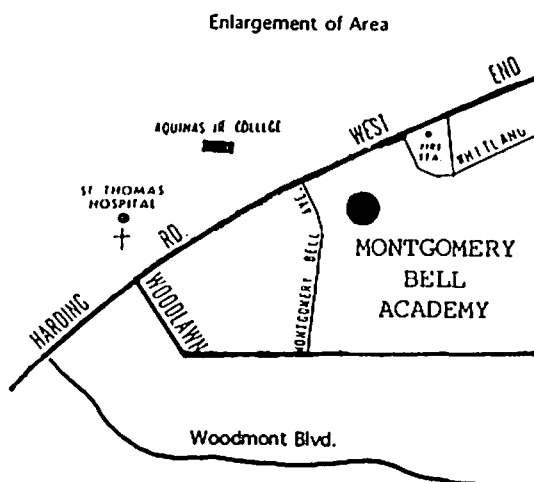 Enlargement of Area
WEST END
AQUINAS JR COLLEGE
FIRE
STA.
WHITLAND
ST. THOMAS
HOSPITAL
HARDING RD.
WOODLAWN
MONTGOMERY BELL AVE.
MONTGOMERY
BELL
ACADEMY
Woodmont Blvd.